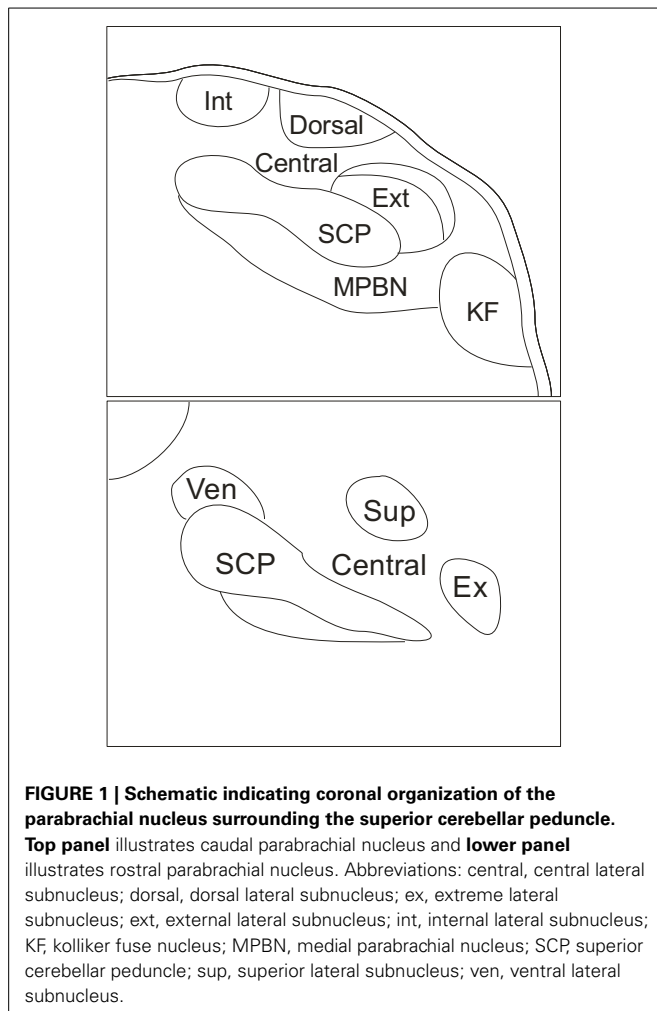 Int
Dorsal
Central
Ext
SCP
MPBN
KF
Ven
Sup
SCP
Central
Ex
FIGURE 1 | Schematic indicating coronal organization of the
parabrachial nucleus surrounding the superior cerebellar peduncle.
Top panel illustrates caudal parabrachial nucleus and lower panel
illustrates rostral parabrachial nucleus. Abbreviations: central, central lateral
subnucleus; dorsal, dorsal lateral subnucleus; ex, extreme lateral
subnucleus; ext, external lateral subnucleus; int, internal lateral subnucleus;
KF, kolliker fuse nucleus; MPBN, medial parabrachial nucleus; SCP, superior
cerebellar peduncle; sup, superior lateral subnucleus; ven, ventral lateral
subnucleus.